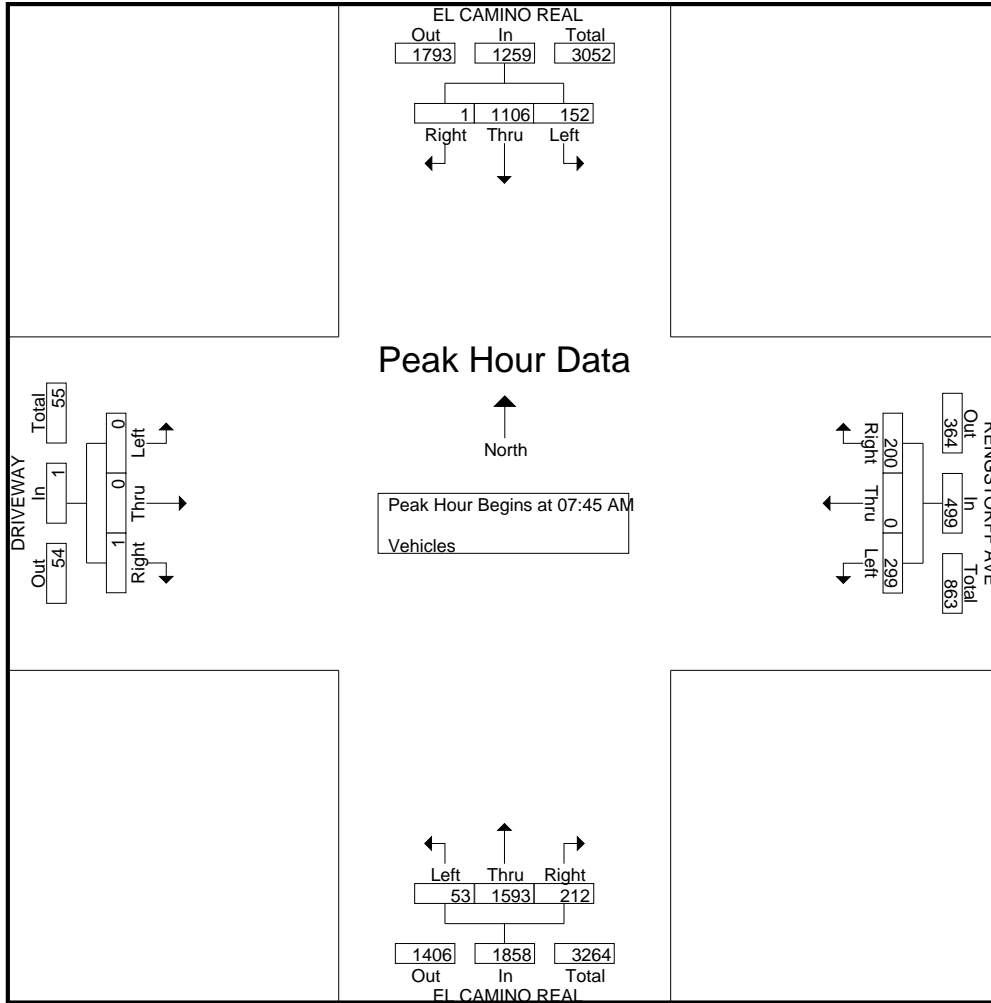 EL CAMINO REAL
Out In Total
1793 1259 3052
1 1106 152
Right Thru Left
Peak Hour Data
North
Peak Hour Begins at 07:45 AM
Vehicles
DRIVEWAY
Out In Total
54 1 55
Right Thru Left
1 0 0
RENGSTORFF AVE
Out In Total
364 499 863
200 0 299
Right Thru Left
Left Thru Right
53 1593 212
1406 1858 3264
Out In Total
EL CAMINO REAL